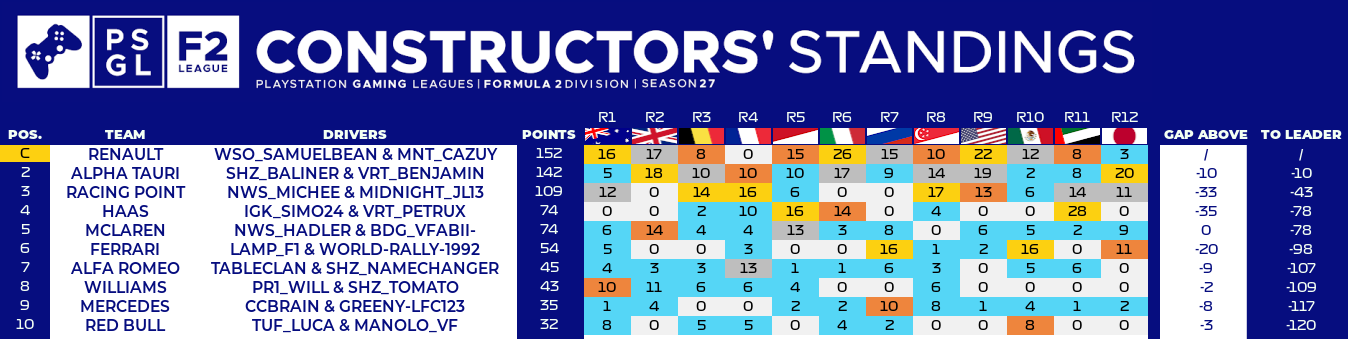 PS GL
F2 LEAGUE
CONSTRUCTORS' STANDINGS
PLAYSTATION GAMING LEAGUES | FORMULA 2 DIVISION | SEASON 27
R1 R2 R3 R4 R5 R6 R7 R8 R9 R10 R11 R12
POS. TEAM DRIVERS POINTS GAP ABOVE TO LEADER
C RENAULT WSO_SAMUELBEAN & MNT_CAZUY 152 16 17 8 0 15 26 15 10 22 12 8 3 / /
2 ALPHA TAURI SHZ_BALINER & VRT_BENJAMIN 142 5 18 10 10 10 17 9 14 19 2 8 20 -10 -10
3 RACING POINT NWS_MICHEE & MIDNIGHT_JL13 109 12 0 14 16 6 0 0 17 13 6 14 11 -33 -43
4 HAAS IGK_SIMO24 & VRT_PETRUX 74 0 0 2 10 16 14 0 4 0 0 28 0 -35 -78
5 MCLAREN NWS_HADLER & BDG_VFABII- 74 6 14 4 4 13 3 8 0 6 5 2 9 0 -78
6 FERRARI LAMP_F1 & WORLD-RALLY-1992 54 5 0 0 3 0 0 16 1 2 16 0 11 -20 -98
7 ALFA ROMEO TABLECLAN & SHZ_NAMECHANGER 45 4 3 3 13 1 1 6 3 0 5 6 0 -9 -107
8 WILLIAMS PR1_WILL & SHZ_TOMATO 43 10 11 6 6 4 0 0 6 0 0 0 0 -2 -109
9 MERCEDES CCBRAIN & GREENY-LFC123 35 1 4 0 0 2 2 10 8 1 4 1 2 -8 -117
10 RED BULL TUF_LUCA & MANOLO_VF 32 8 0 5 5 0 4 2 0 0 8 0 0 -3 -120